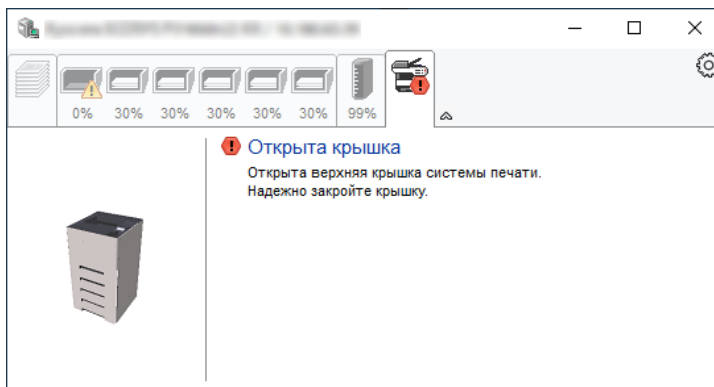 0% 30% 30% 30% 30% 30% 99%
Открыта крышка
Открыта верхняя крышка системы печати.
Надежно закройте крышку.